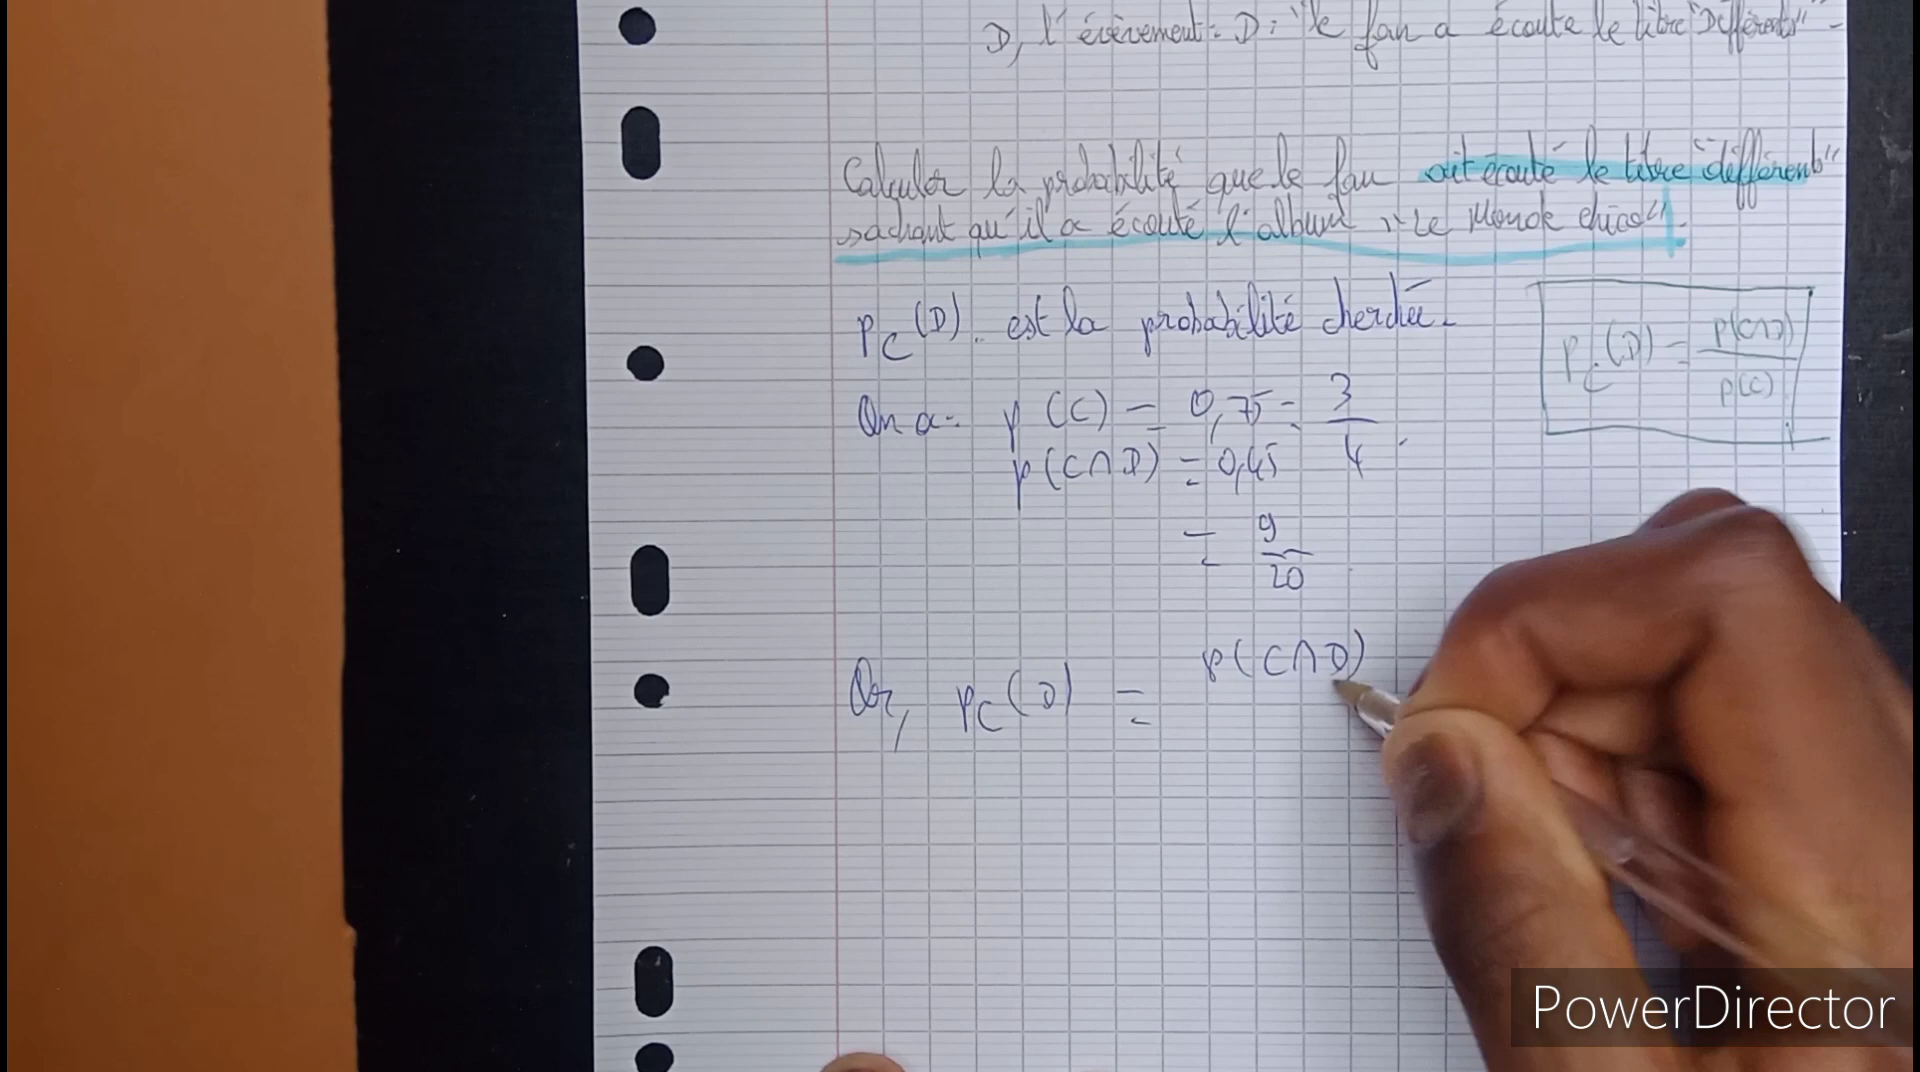 D, l'évènement: D: "le fan a écouté le titre "Différents"-
Calculer la probabilité que le fan ait écouté le titre "différents"
sachant qu'il a écouté l'album "Le Monde chico".
P_C(D). est la probabilité cherchée.
P_C(D) = p(C∩D) / p(C)
On a: p(C) = 0,75 = 3/4.
p(C∩D) = 0,45
= 9/20
Or, p_C(D) = p(C∩D)
PowerDirector